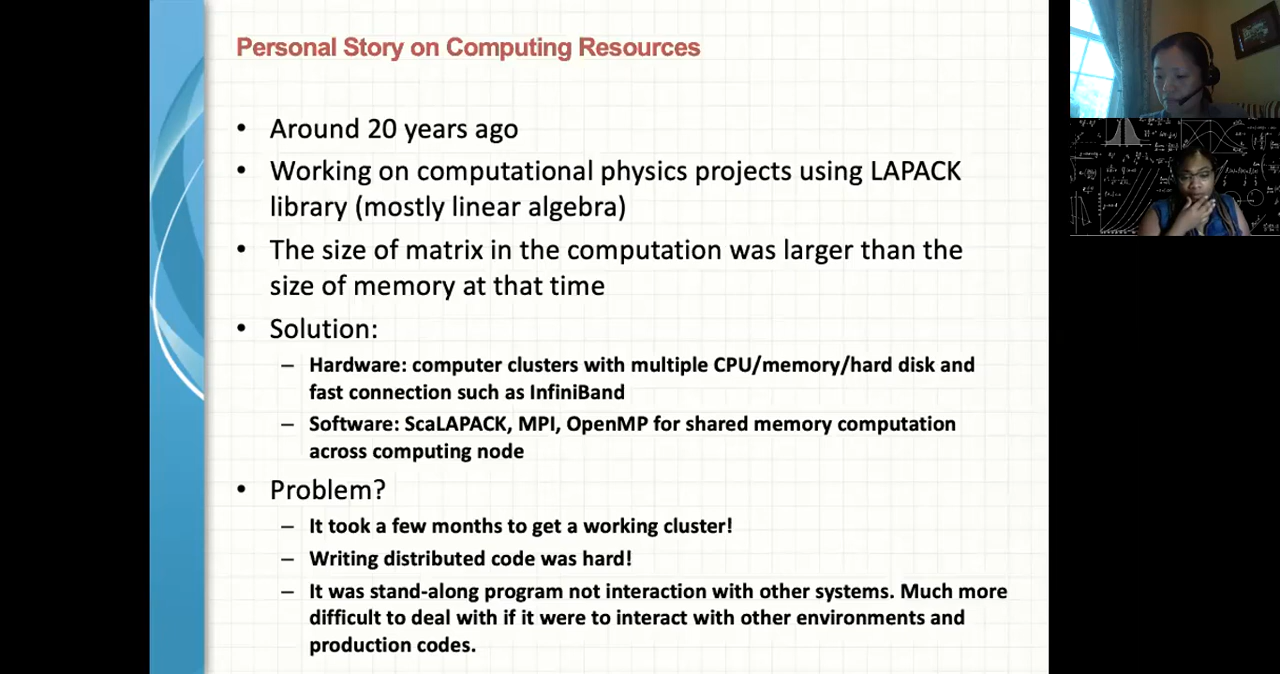 Personal Story on Computing Resources
• Around 20 years ago
• Working on computational physics projects using LAPACK
library (mostly linear algebra)
• The size of matrix in the computation was larger than the
size of memory at that time
• Solution:
– Hardware: computer clusters with multiple CPU/memory/hard disk and
fast connection such as InfiniBand
– Software: ScaLAPACK, MPI, OpenMP for shared memory computation
across computing node
• Problem?
– It took a few months to get a working cluster!
– Writing distributed code was hard!
– It was stand-along program not interaction with other systems. Much more
difficult to deal with if it were to interact with other environments and
production codes.